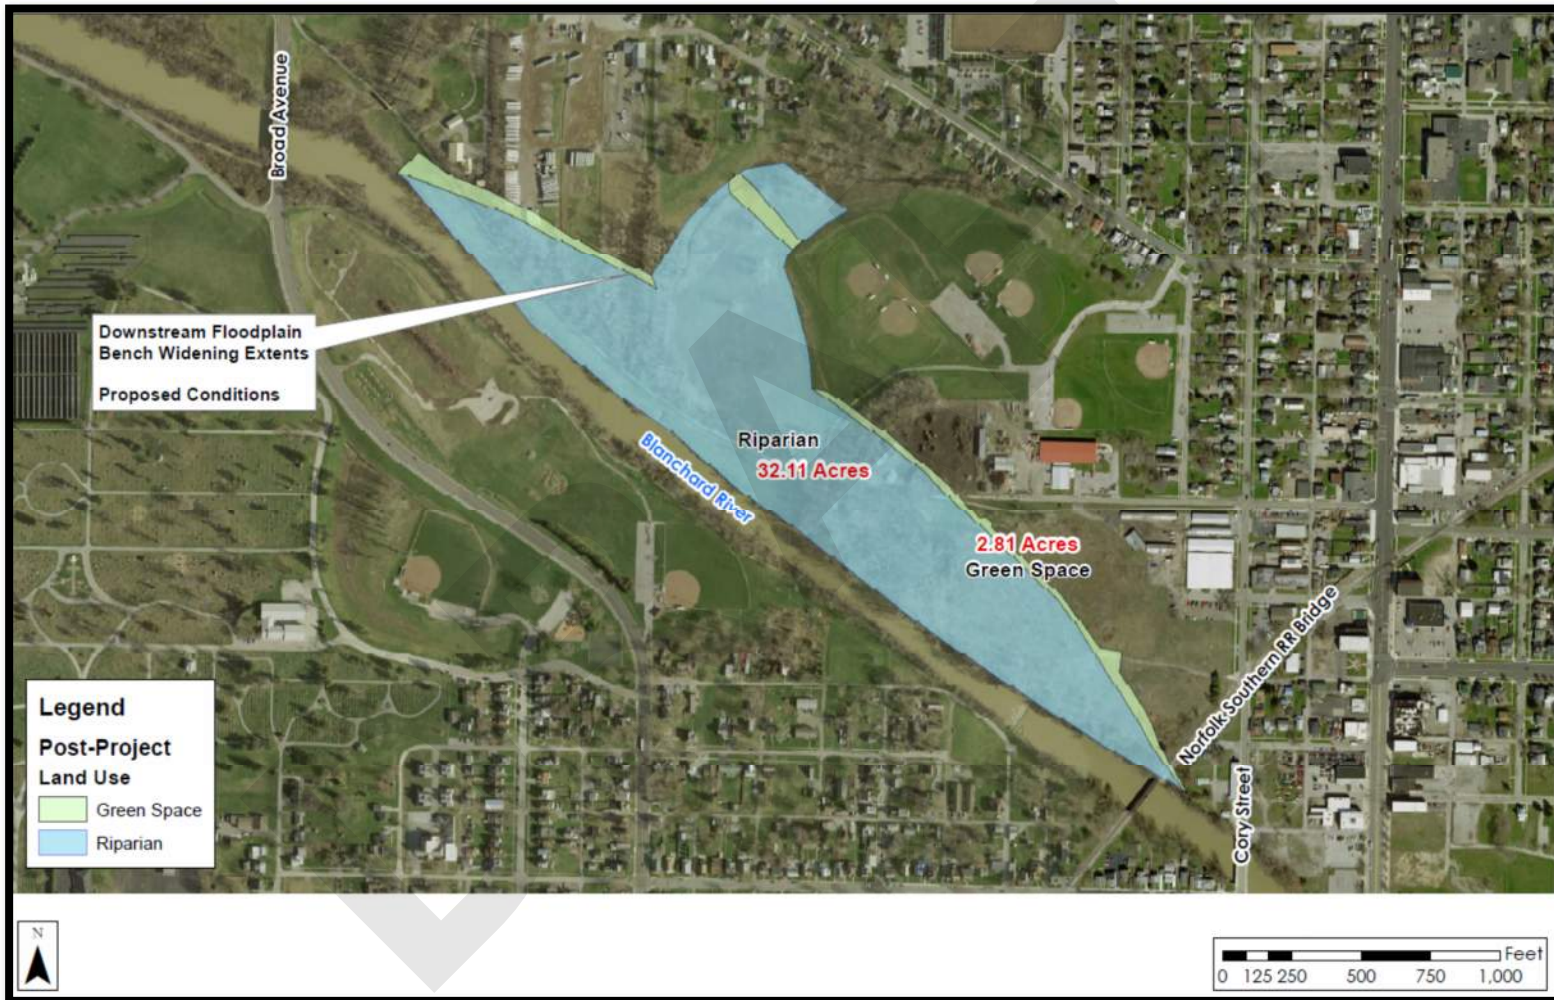 Broad Avenue
Downstream Floodplain
Bench Widening Extents
Proposed Conditions
Riparian
32.11 Acres
Blanchard River
2.81 Acres
Green Space
Norfolk Southern RR Bridge
Cory Street
Legend
Post-Project
Land Use
Green Space
Riparian
N
Feet
0 125 250 500 750 1,000